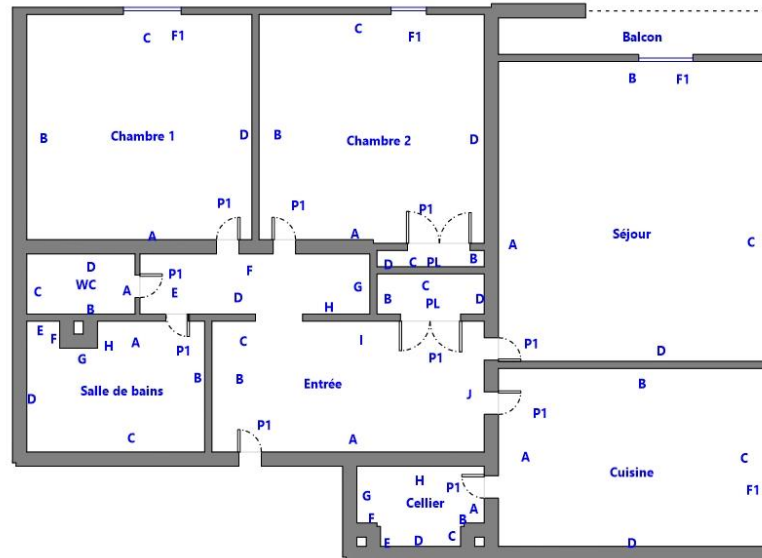 C F1
C F1
Balcon
B F1
B Chambre 1 D
B Chambre 2 D
P1 P1 P1
A A
A Séjour C
D
D C PL B
C WC A P1
B
F
E D H G
B C PL D
E F G H A P1
D Salle de bains B
C
C I P1
B Entrée J
P1 A
P1
P1
B
A Cuisine C
F1
D
H P1
G Cellier A
F B
E D C